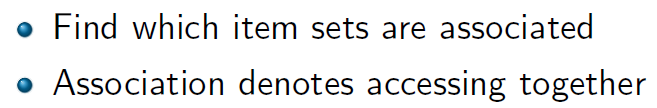 Find which item sets are associated
Association denotes accessing together